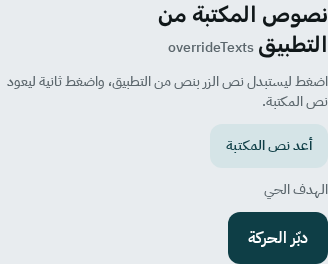 نصوص المكتبة من
التطبيق overrideTexts
اضغط ليستبدل نص الزر بنص من التطبيق، واضغط ثانية ليعود
نص المكتبة.
أعد نص المكتبة
الهدف الحي
دبّر الحركة